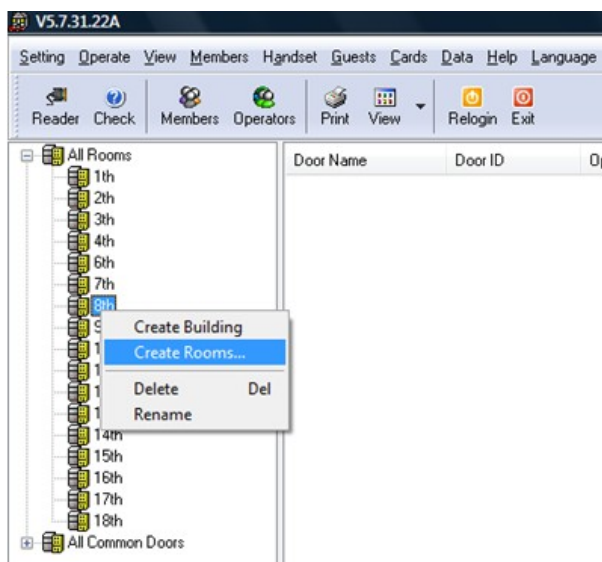 V5.7.31.22A
Setting Operate View Members Handset Guests Cards Data Help Language
Reader Check Members Operators Print View Relogin Exit
All Rooms Door Name Door ID
1th
2th
3th
4th
6th
7th
8th
Create Building
Create Rooms...
Delete Del
Rename
14th
15th
16th
17th
18th
All Common Doors